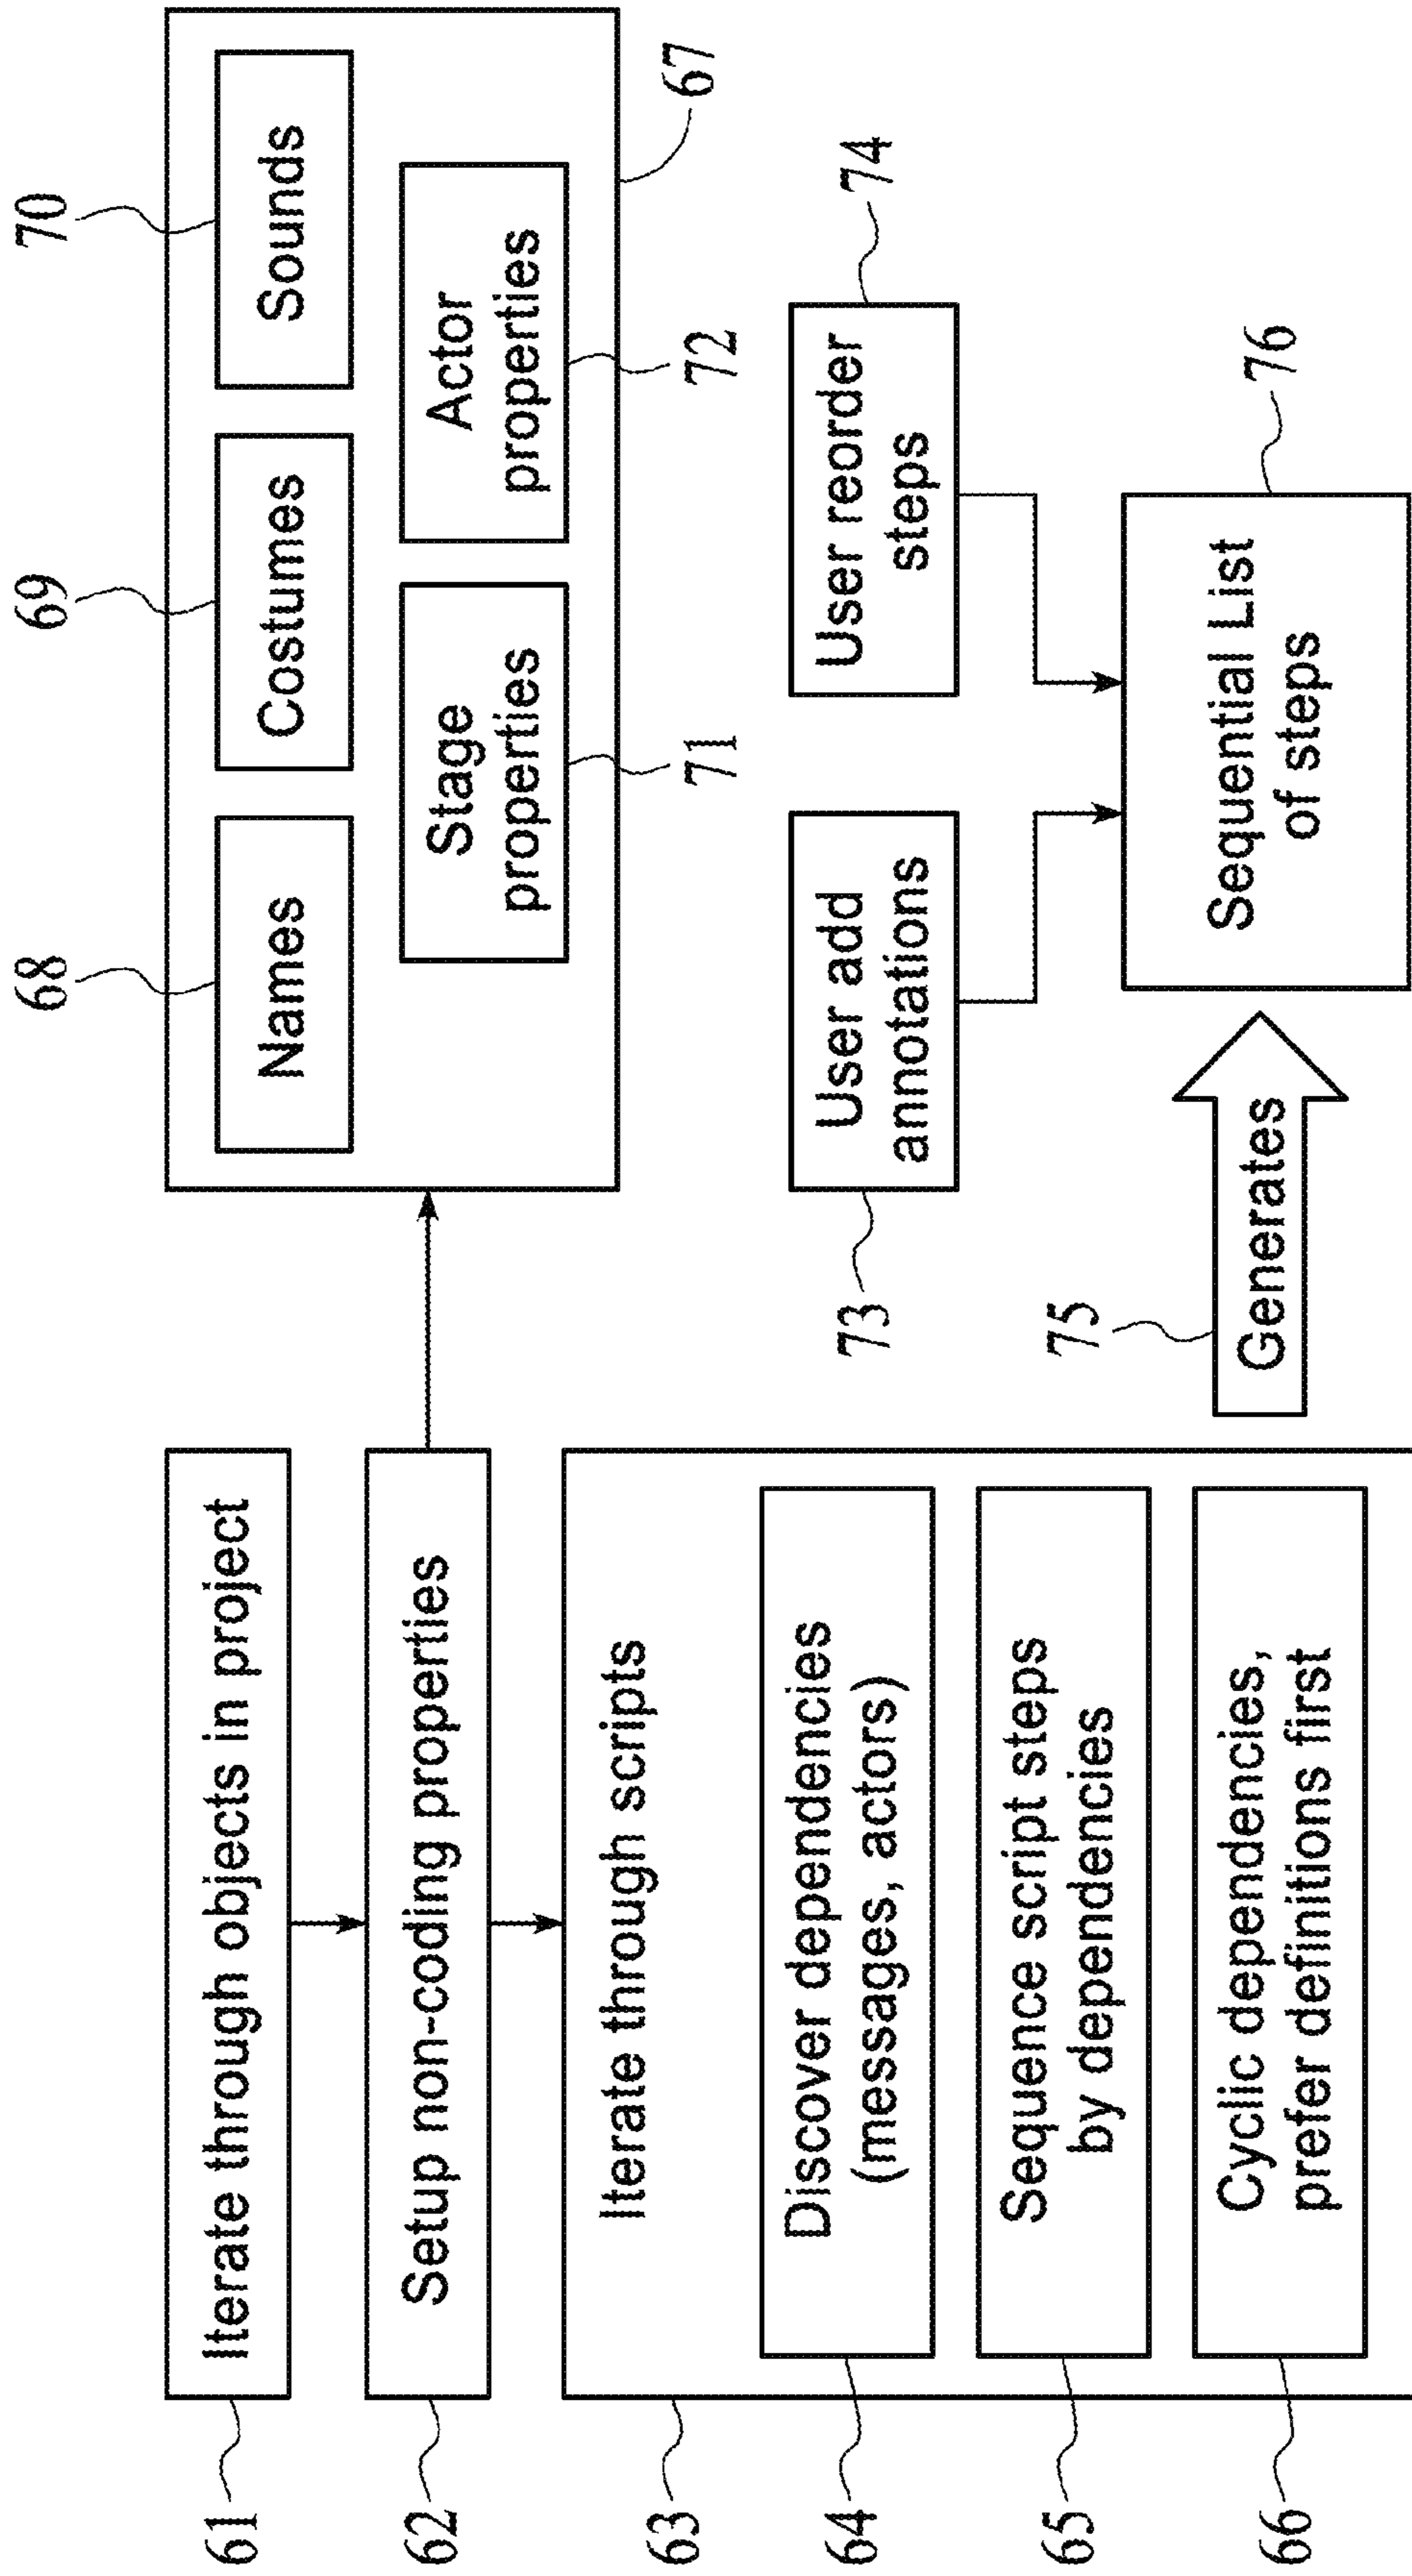 61
Iterate through objects in project
62
Setup non-coding properties
63
Iterate through scripts
64
Discover dependencies
(messages, actors)
65
Sequence script steps
by dependencies
66
Cyclic dependencies,
prefer definitions first
68
Names
69
Costumes
70
Sounds
Stage
properties
71
Actor
properties
72
67
73
User add
annotations
User reorder
steps
74
75
Generates
Sequential List
of steps
76